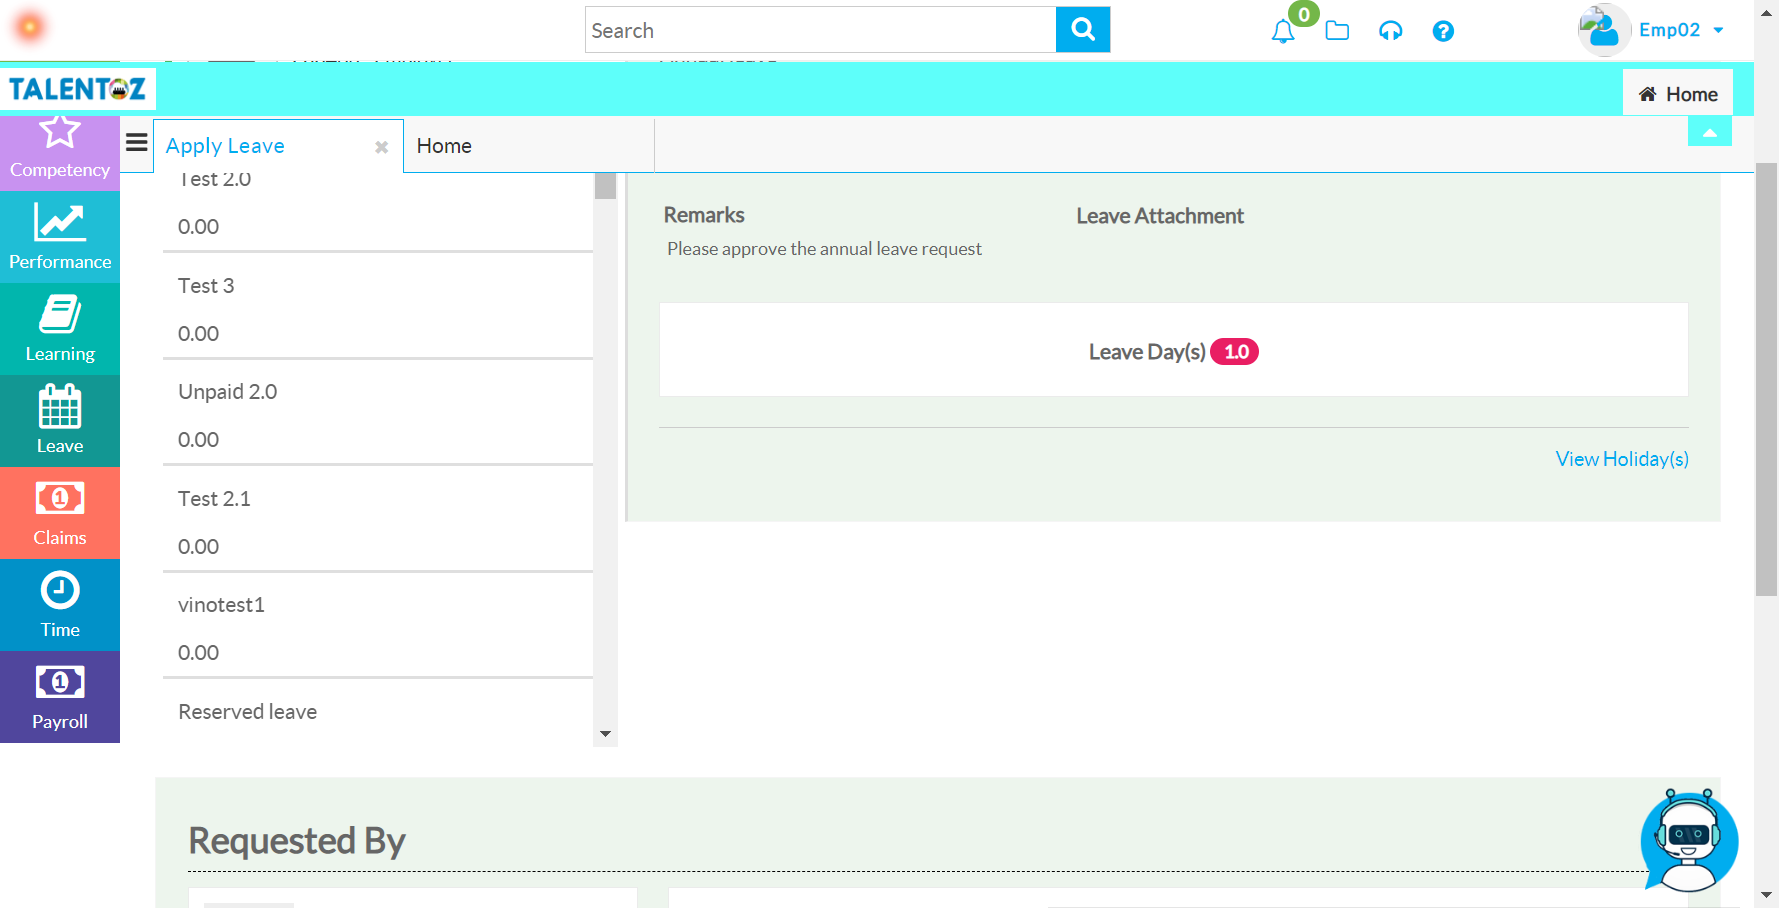 Search
0
Emp02
TALENTOZ
Home
Apply Leave
Home
Competency
Performance
Learning
Leave
Claims
Time
Payroll
Test 2.0
0.00
Test 3
0.00
Unpaid 2.0
0.00
Test 2.1
0.00
vinotest1
0.00
Reserved leave
Remarks
Leave Attachment
Please approve the annual leave request
Leave Day(s) 1.0
View Holiday(s)
Requested By